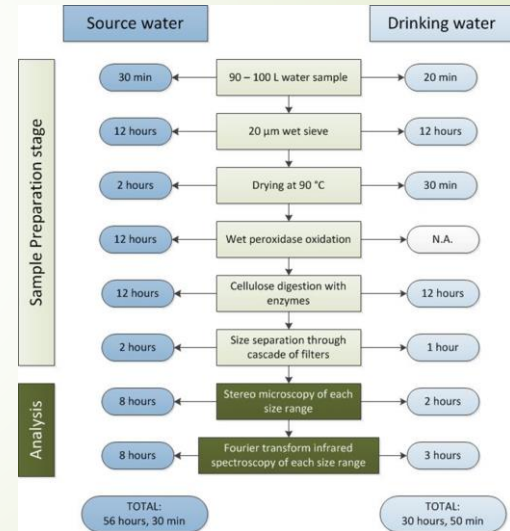 Source water
Drinking water
Sample Preparation stage
30 min
90 – 100 L water sample
20 min
12 hours
20 µm wet sieve
12 hours
2 hours
Drying at 90 °C
30 min
12 hours
Wet peroxidase oxidation
N.A.
12 hours
Cellulose digestion with
enzymes
12 hours
2 hours
Size separation through
cascade of filters
1 hour
Analysis
8 hours
Stereo microscopy of each
size range
2 hours
8 hours
Fourier transform infrared
spectroscopy of each size range
3 hours
TOTAL:
56 hours, 30 min
TOTAL:
30 hours, 50 min